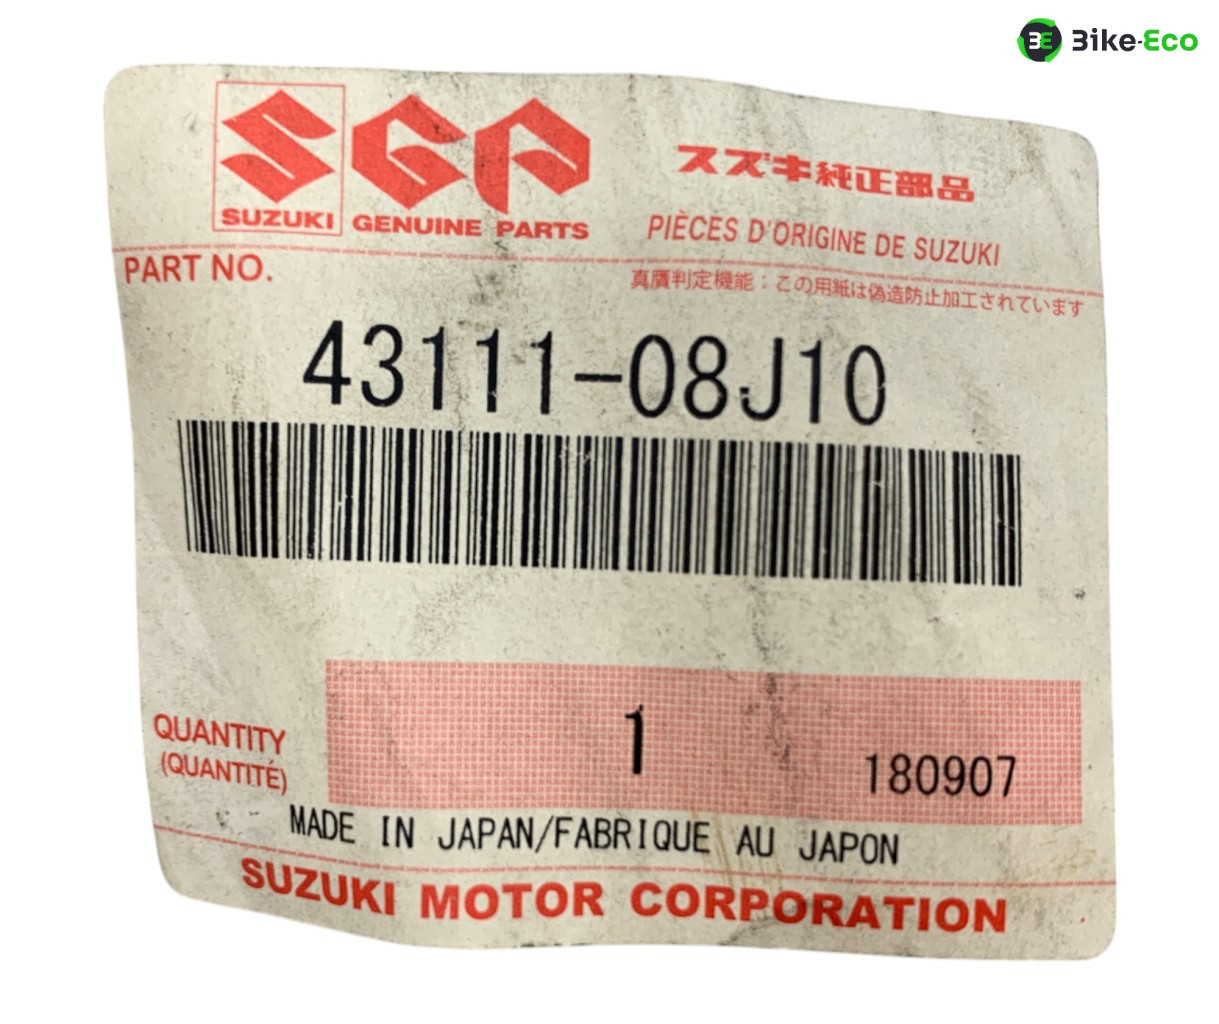 BE Bike-Eco
SGP
SUZUKI GENUINE PARTS
スズキ純正部品
PIÈCES D'ORIGINE DE SUZUKI
PART NO.
真贋判定機能：この用紙は偽造防止加工されています
43111-08J10
QUANTITY
(QUANTITÉ)
1
180907
MADE IN JAPAN/FABRIQUE AU JAPON
SUZUKI MOTOR CORPORATION